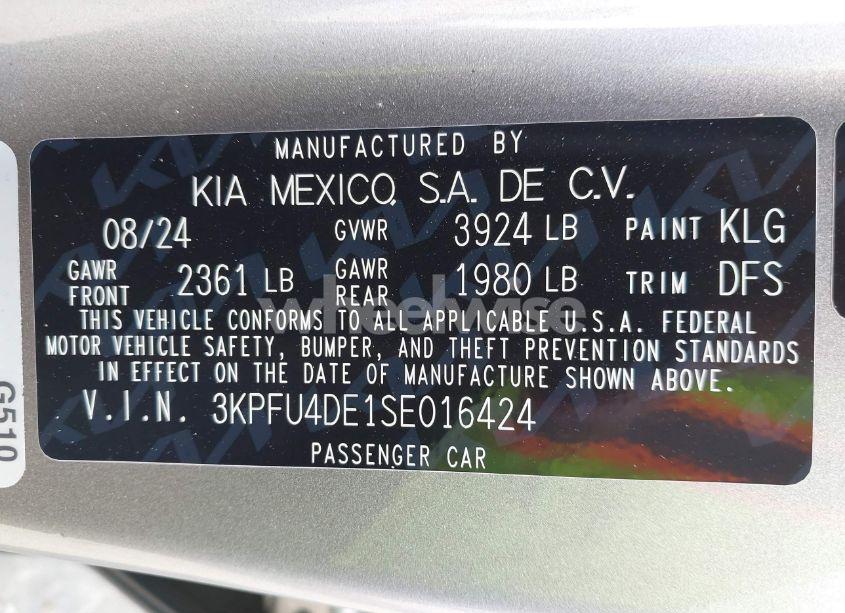 MANUFACTURED BY
KIA MEXICO, S.A. DE C.V.
08/24 GVWR 3924 LB PAINT KLG
GAWR FRONT 2361 LB GAWR REAR 1980 LB TRIM DFS
THIS VEHICLE CONFORMS TO ALL APPLICABLE U.S.A. FEDERAL
MOTOR VEHICLE SAFETY, BUMPER, AND THEFT PREVENTION STANDARDS
IN EFFECT ON THE DATE OF MANUFACTURE SHOWN ABOVE.
V.I.N. 3KPFU4DE1SE016424
PASSENGER CAR
G510
wheelwise